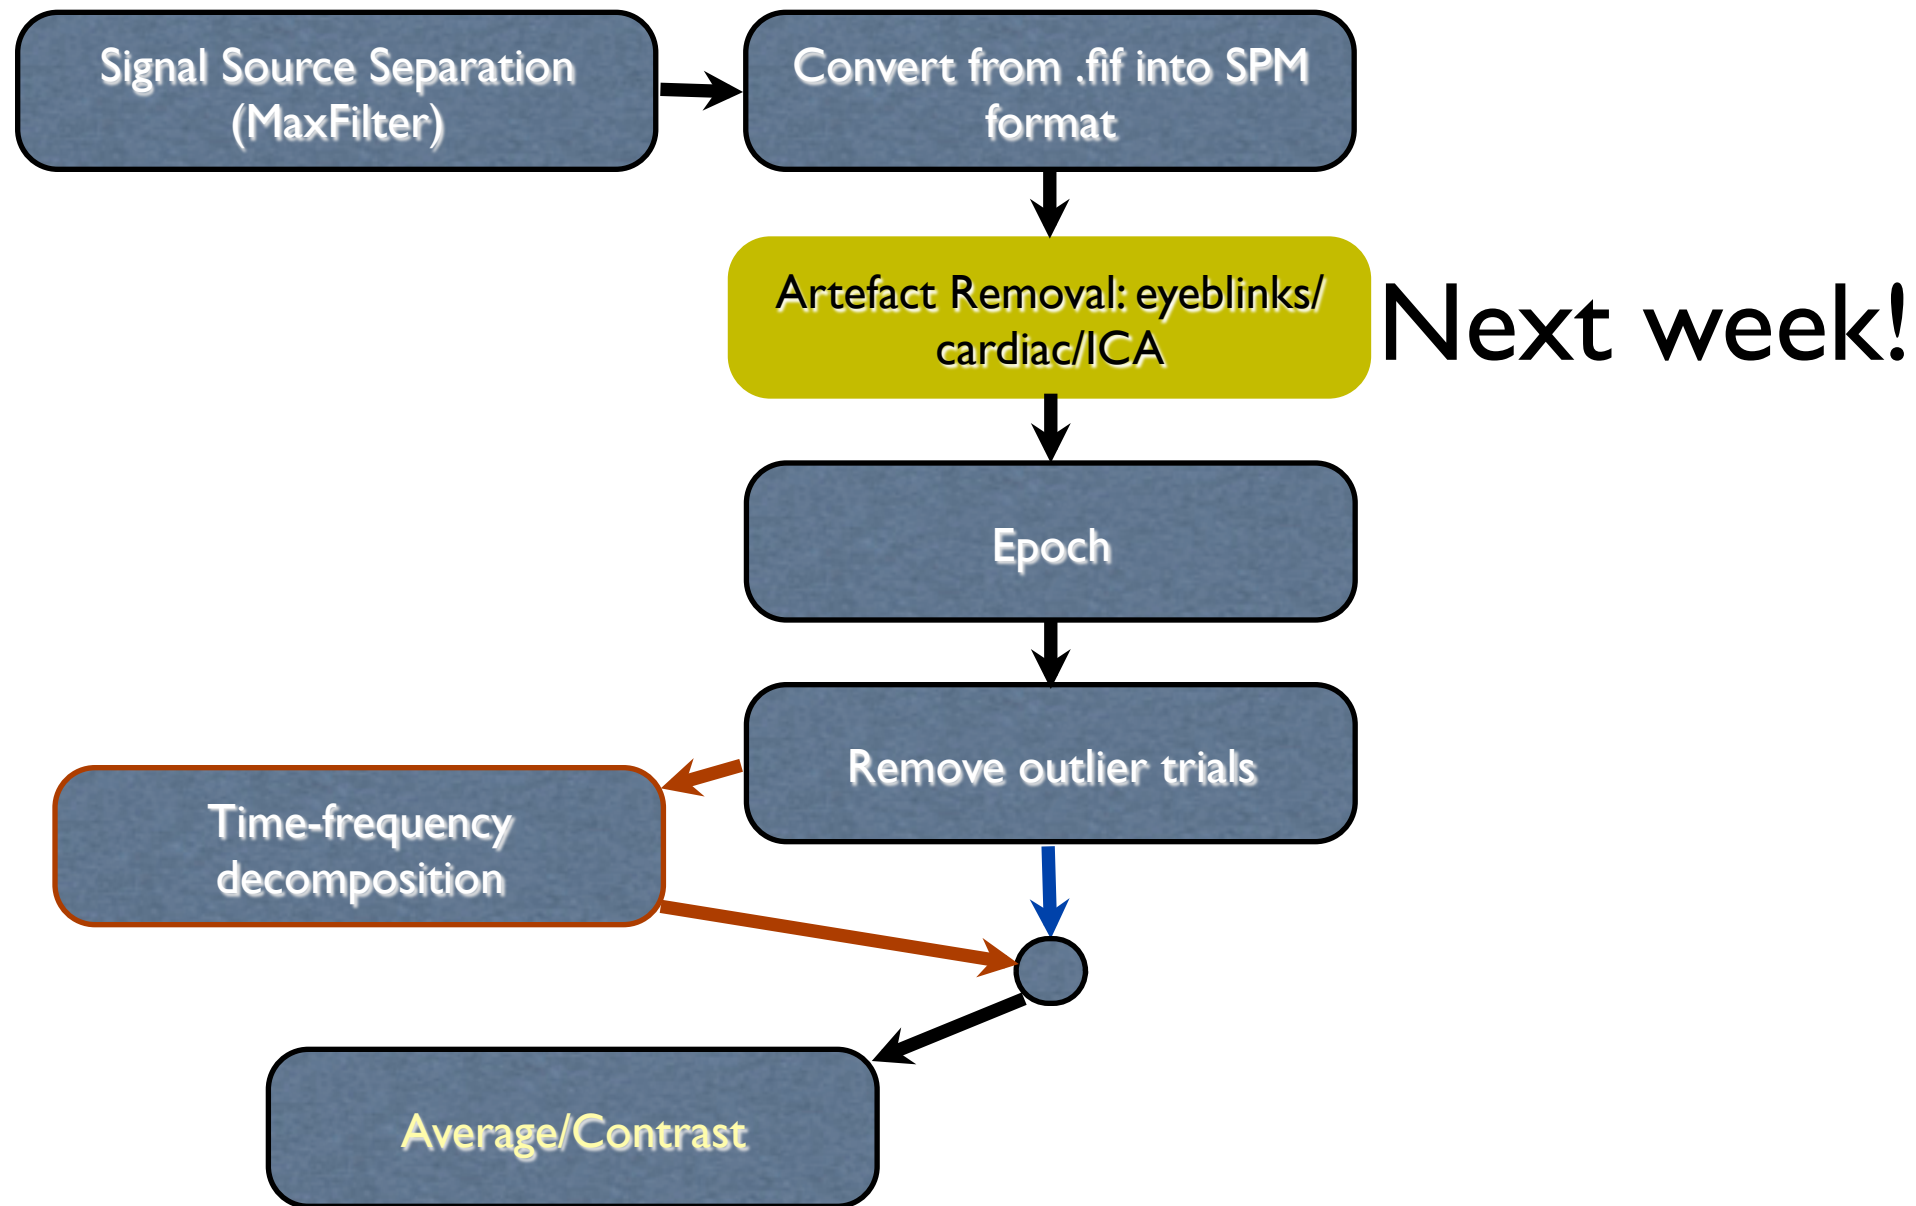 Signal Source Separation
(MaxFilter)
Convert from .fif into SPM
format
Artefact Removal: eyeblinks/
cardiac/ICA
Next week!
Epoch
Remove outlier trials
Time-frequency
decomposition
Average/Contrast